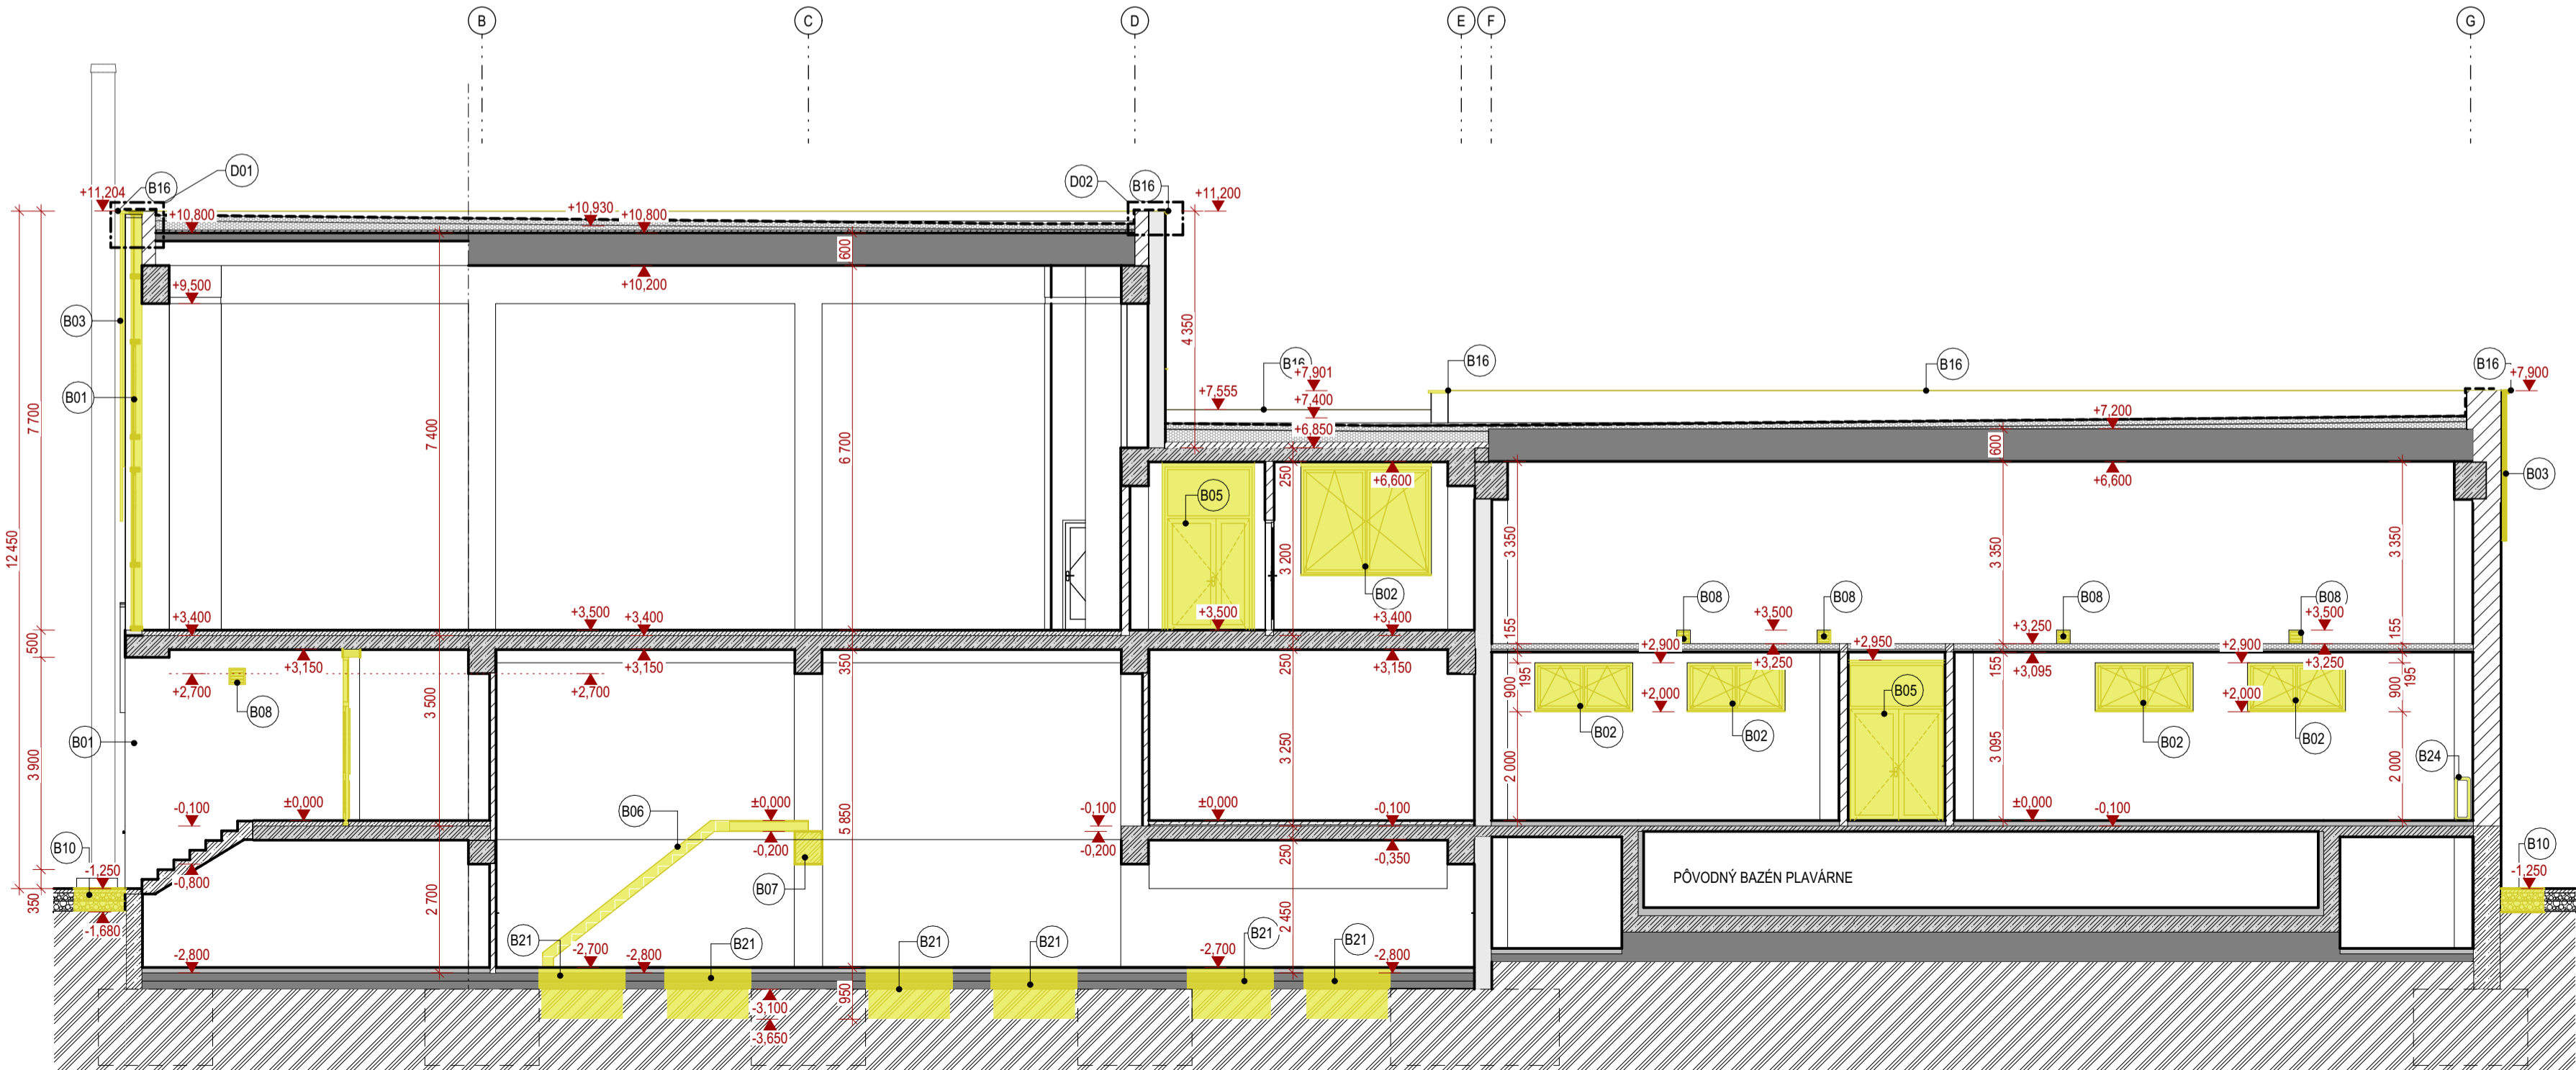 B
C
D
E
F
G
D01
B16
+11,204
+10,800
+10,930
+10,800
600
D02
B16
+11,200
+9,500
+10,200
B03
4 350
B16
+7,901
B16
B16
B16
+7,900
+7,555
+7,400
B01
+7,200
+6,850
600
7 700
7 400
6 700
250
+6,600
+6,600
B03
B05
12 450
3 350
3 350
3 350
3 200
B02
+3,400
+3,500
+3,400
+3,500
+3,400
B08
+3,500
B08
B08
B08
+3,500
500
155
+3,250
155
+2,900
+2,950
+2,900
+3,150
+3,150
350
250
+3,150
+3,250
155
+3,095
+3,250
+2,700
+2,700
195
195
B08
3 500
900
+2,000
B05
+2,000
900
B01
B02
B02
B02
B02
3 900
3 250
2 000
3 095
2 000
B24
-0,100
±0,000
B06
±0,000
-0,100
±0,000
-0,100
±0,000
-0,100
5 850
B10
-0,200
-0,200
250
-0,350
B10
-1,250
-0,800
B07
PÔVODNÝ BAZÉN PLAVÁRNE
-1,250
350
2 700
2 450
-1,680
B21
B21
B21
B21
B21
B21
-2,800
-2,700
-2,800
-2,700
-2,800
950
-3,100
-3,650